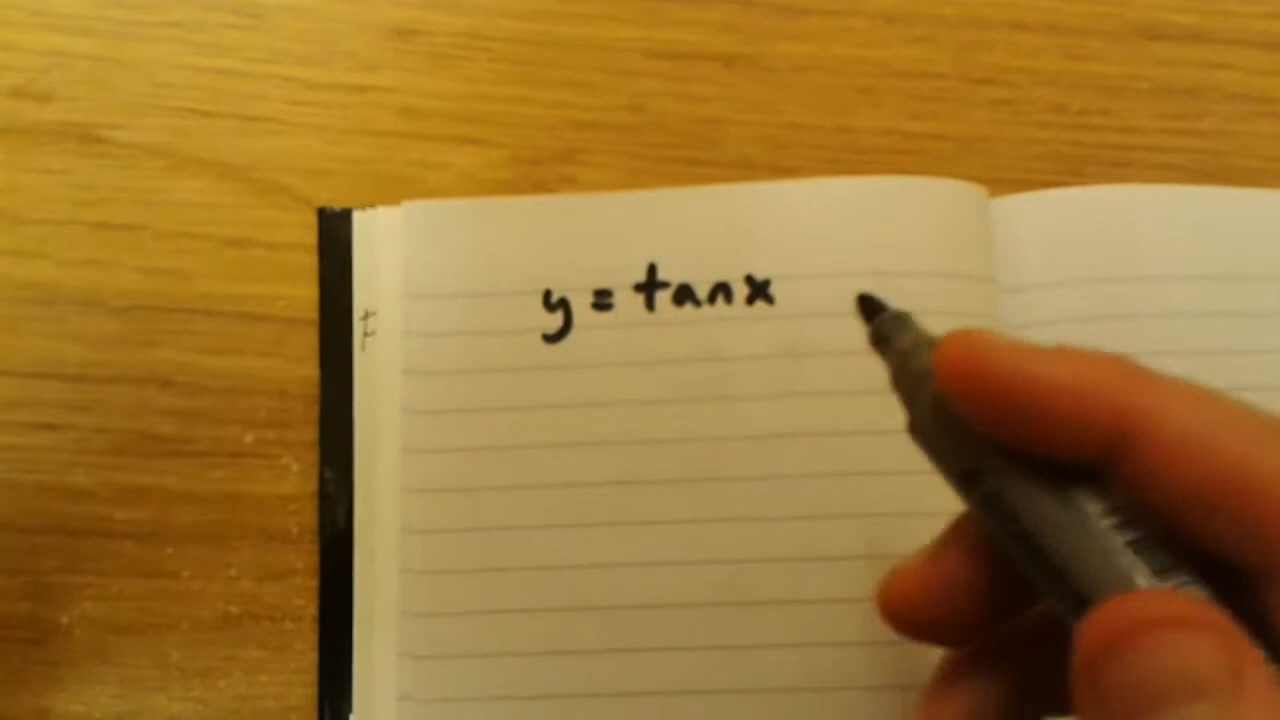 y = tanx